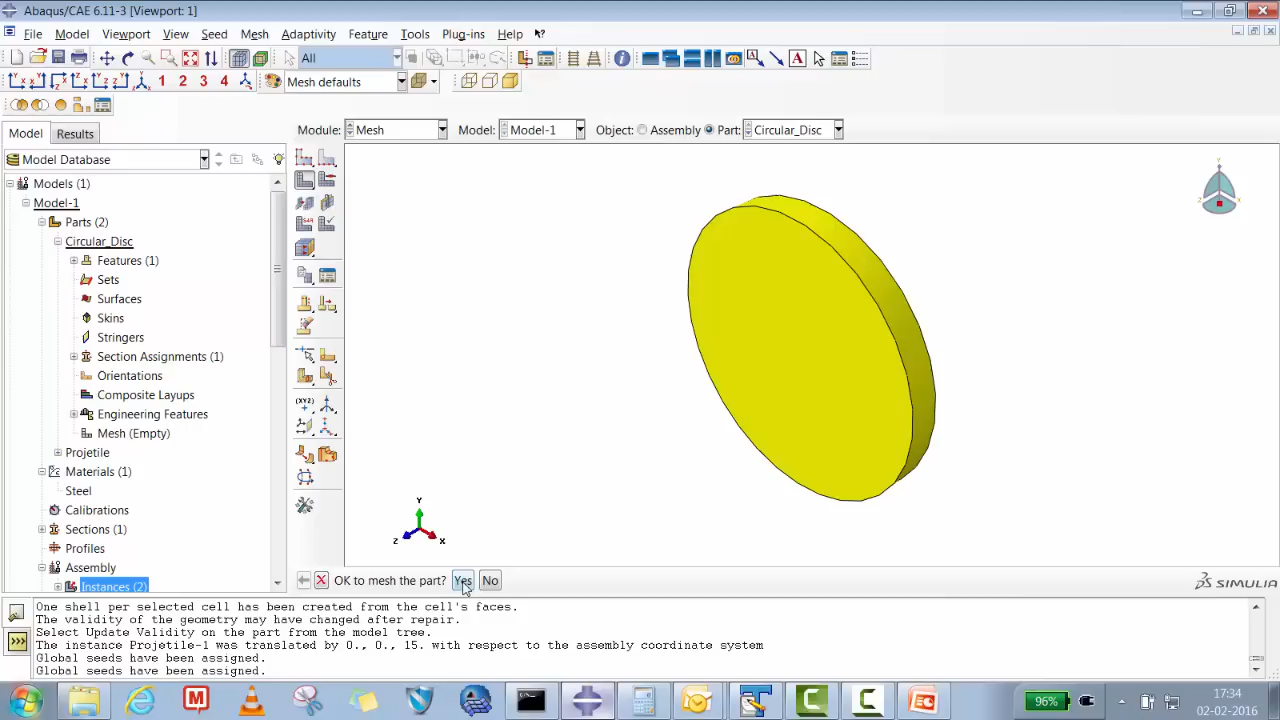 Abaqus/CAE 6.11-3 [Viewport: 1]
File Model Viewport View Seed Mesh Adaptivity Feature Tools Plug-ins Help
All
1 2 3 4 Mesh defaults
Model Results
Module: Mesh Model: Model-1 Object: Assembly Part: Circular_Disc
Model Database
Models (1)
Model-1
Parts (2)
Circular_Disc
Features (1)
Sets
Surfaces
Skins
Stringers
Section Assignments (1)
Orientations
Composite Layups
Engineering Features
Mesh (Empty)
Projetile
Materials (1)
Steel
Calibrations
Sections (1)
Profiles
Assembly
Instances (2)
Y
Z
X
OK to mesh the part? Yes No
SIMULIA
One shell per selected cell has been created from the cell's faces.
The validity of the geometry may have changed after repair.
Select Update Validity on the part from the model tree.
The instance Projetile-1 was translated by 0., 0., 15. with respect to the assembly coordinate system
Global seeds have been assigned.
Global seeds have been assigned.
96%
17:34
02-02-2016